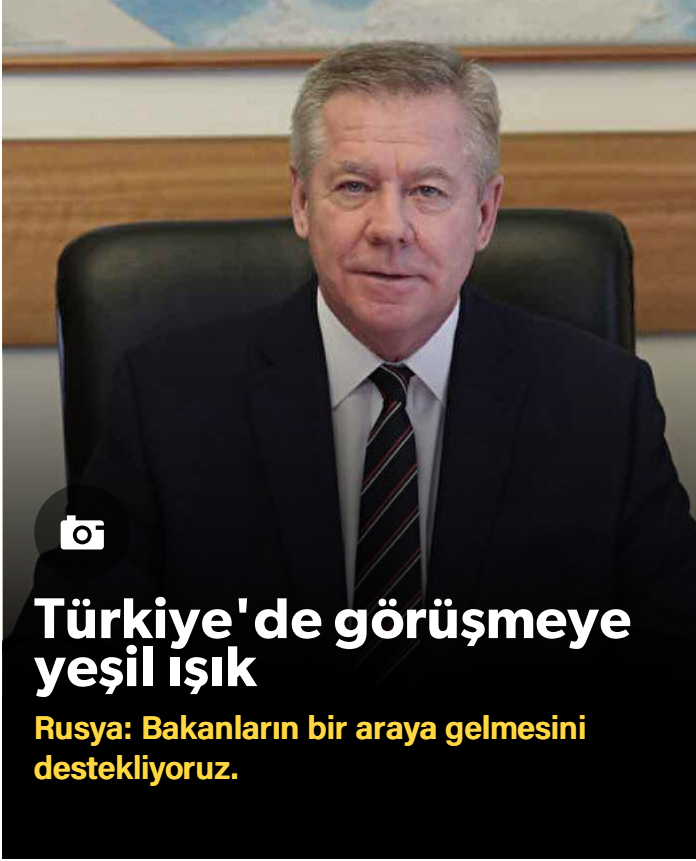 Türkiye'de görüşmeye
yeşil ışık
Rusya: Bakanların bir araya gelmesini
destekliyoruz.